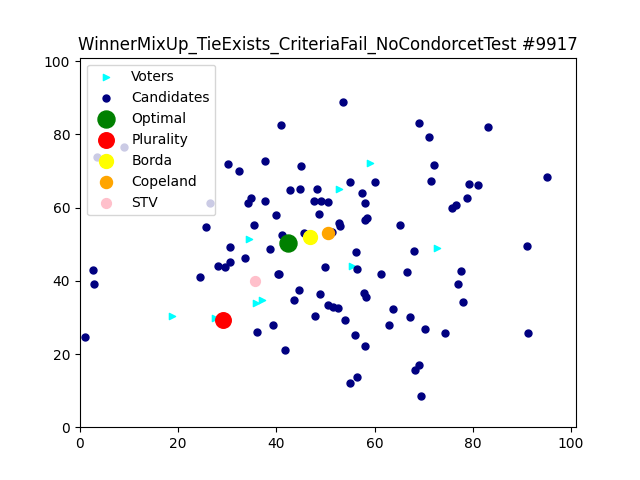 WinnerMixUp_TieExists_CriteriaFail_NoCondorcetTest #9917
100
80
60
40
20
0
Voters
Candidates
Optimal
Plurality
Borda
Copeland
STV
0 20 40 60 80 100